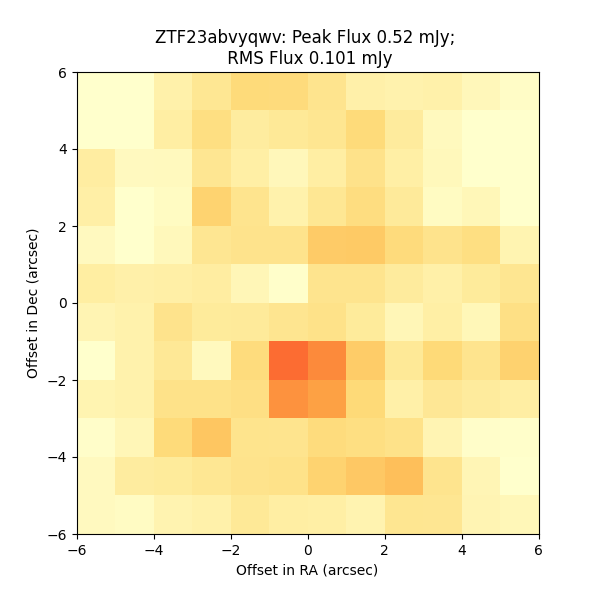 ZTF23abvyqwv: Peak Flux 0.52 mJy;
RMS Flux 0.101 mJy
6
4
2
0
−2
−4
−6
Offset in Dec (arcsec)
−6 −4 −2 0 2 4 6
Offset in RA (arcsec)